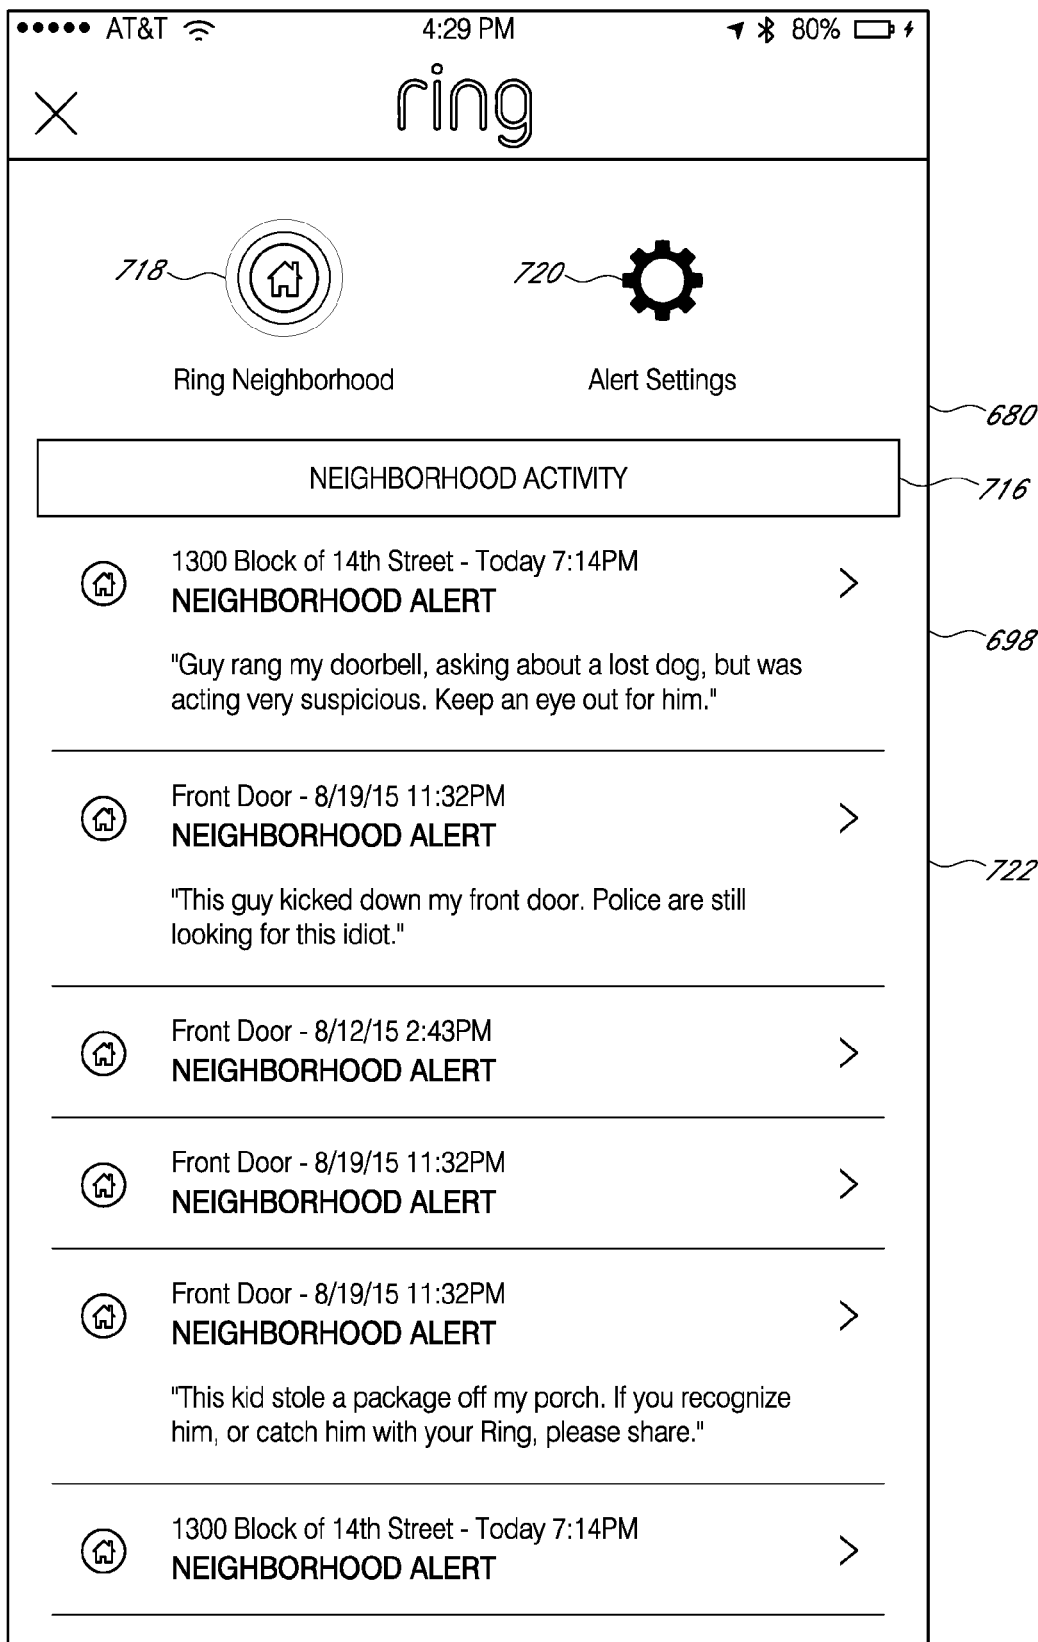 AT&T 4:29 PM 80%
ring
718 720
Ring Neighborhood Alert Settings
680
NEIGHBORHOOD ACTIVITY
716
1300 Block of 14th Street - Today 7:14PM
NEIGHBORHOOD ALERT
698
"Guy rang my doorbell, asking about a lost dog, but was
acting very suspicious. Keep an eye out for him."
Front Door - 8/19/15 11:32PM
NEIGHBORHOOD ALERT
722
"This guy kicked down my front door. Police are still
looking for this idiot."
Front Door - 8/12/15 2:43PM
NEIGHBORHOOD ALERT
Front Door - 8/19/15 11:32PM
NEIGHBORHOOD ALERT
Front Door - 8/19/15 11:32PM
NEIGHBORHOOD ALERT
"This kid stole a package off my porch. If you recognize
him, or catch him with your Ring, please share."
1300 Block of 14th Street - Today 7:14PM
NEIGHBORHOOD ALERT